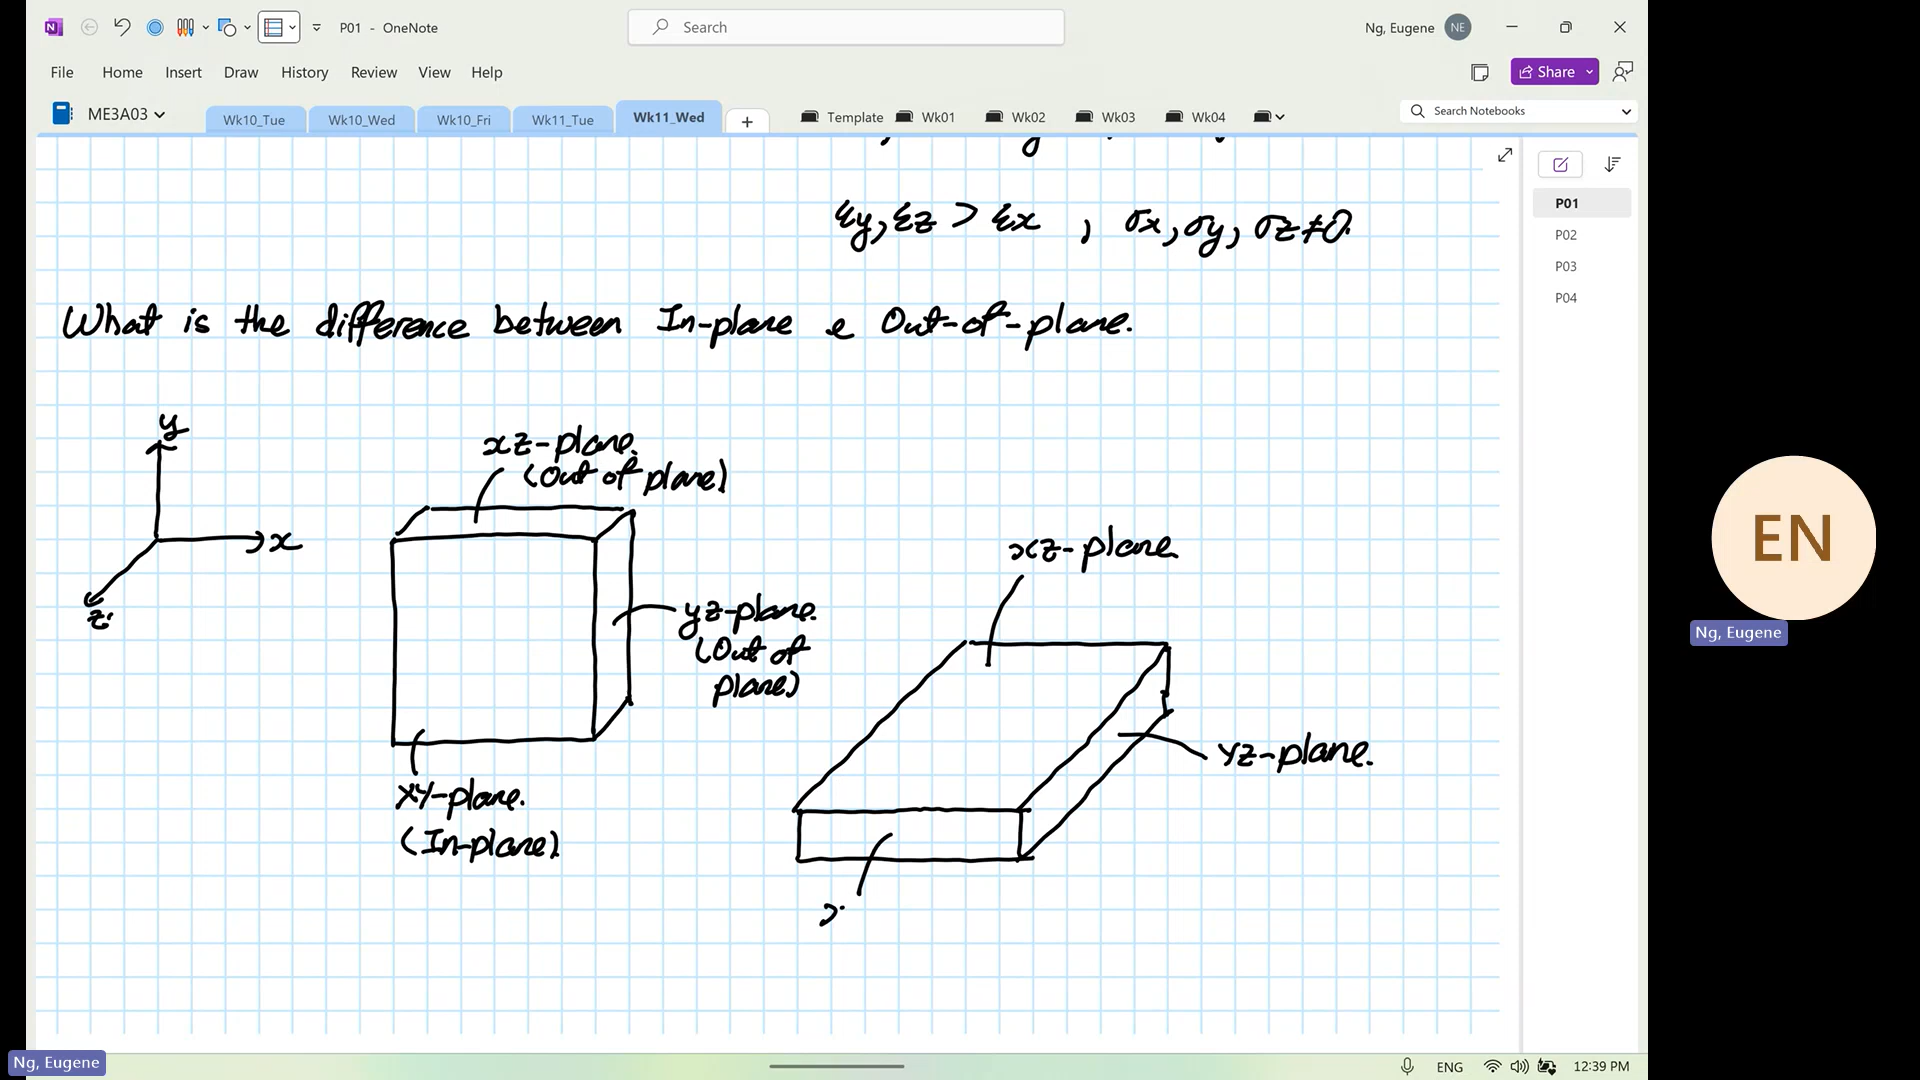 P01 - OneNote
Search
Ng, Eugene
NE
File
Home
Insert
Draw
History
Review
View
Help
Share
ME3A03
Wk10_Tue
Wk10_Wed
Wk10_Fri
Wk11_Tue
Wk11_Wed
+
Template
Wk01
Wk02
Wk03
Wk04
Search Notebooks
P01
P02
P03
P04
εy, εz > εx , σx, σy, σz ≠ 0.
What is the difference between In-plane e Out-of-plane.
y
x
z
xz-plane.
(Out of plane)
yz-plane.
(Out of
plane)
XY-plane.
(In-plane).
xz-plane
YZ-plane.
EN
Ng, Eugene
Ng, Eugene
ENG
12:39 PM